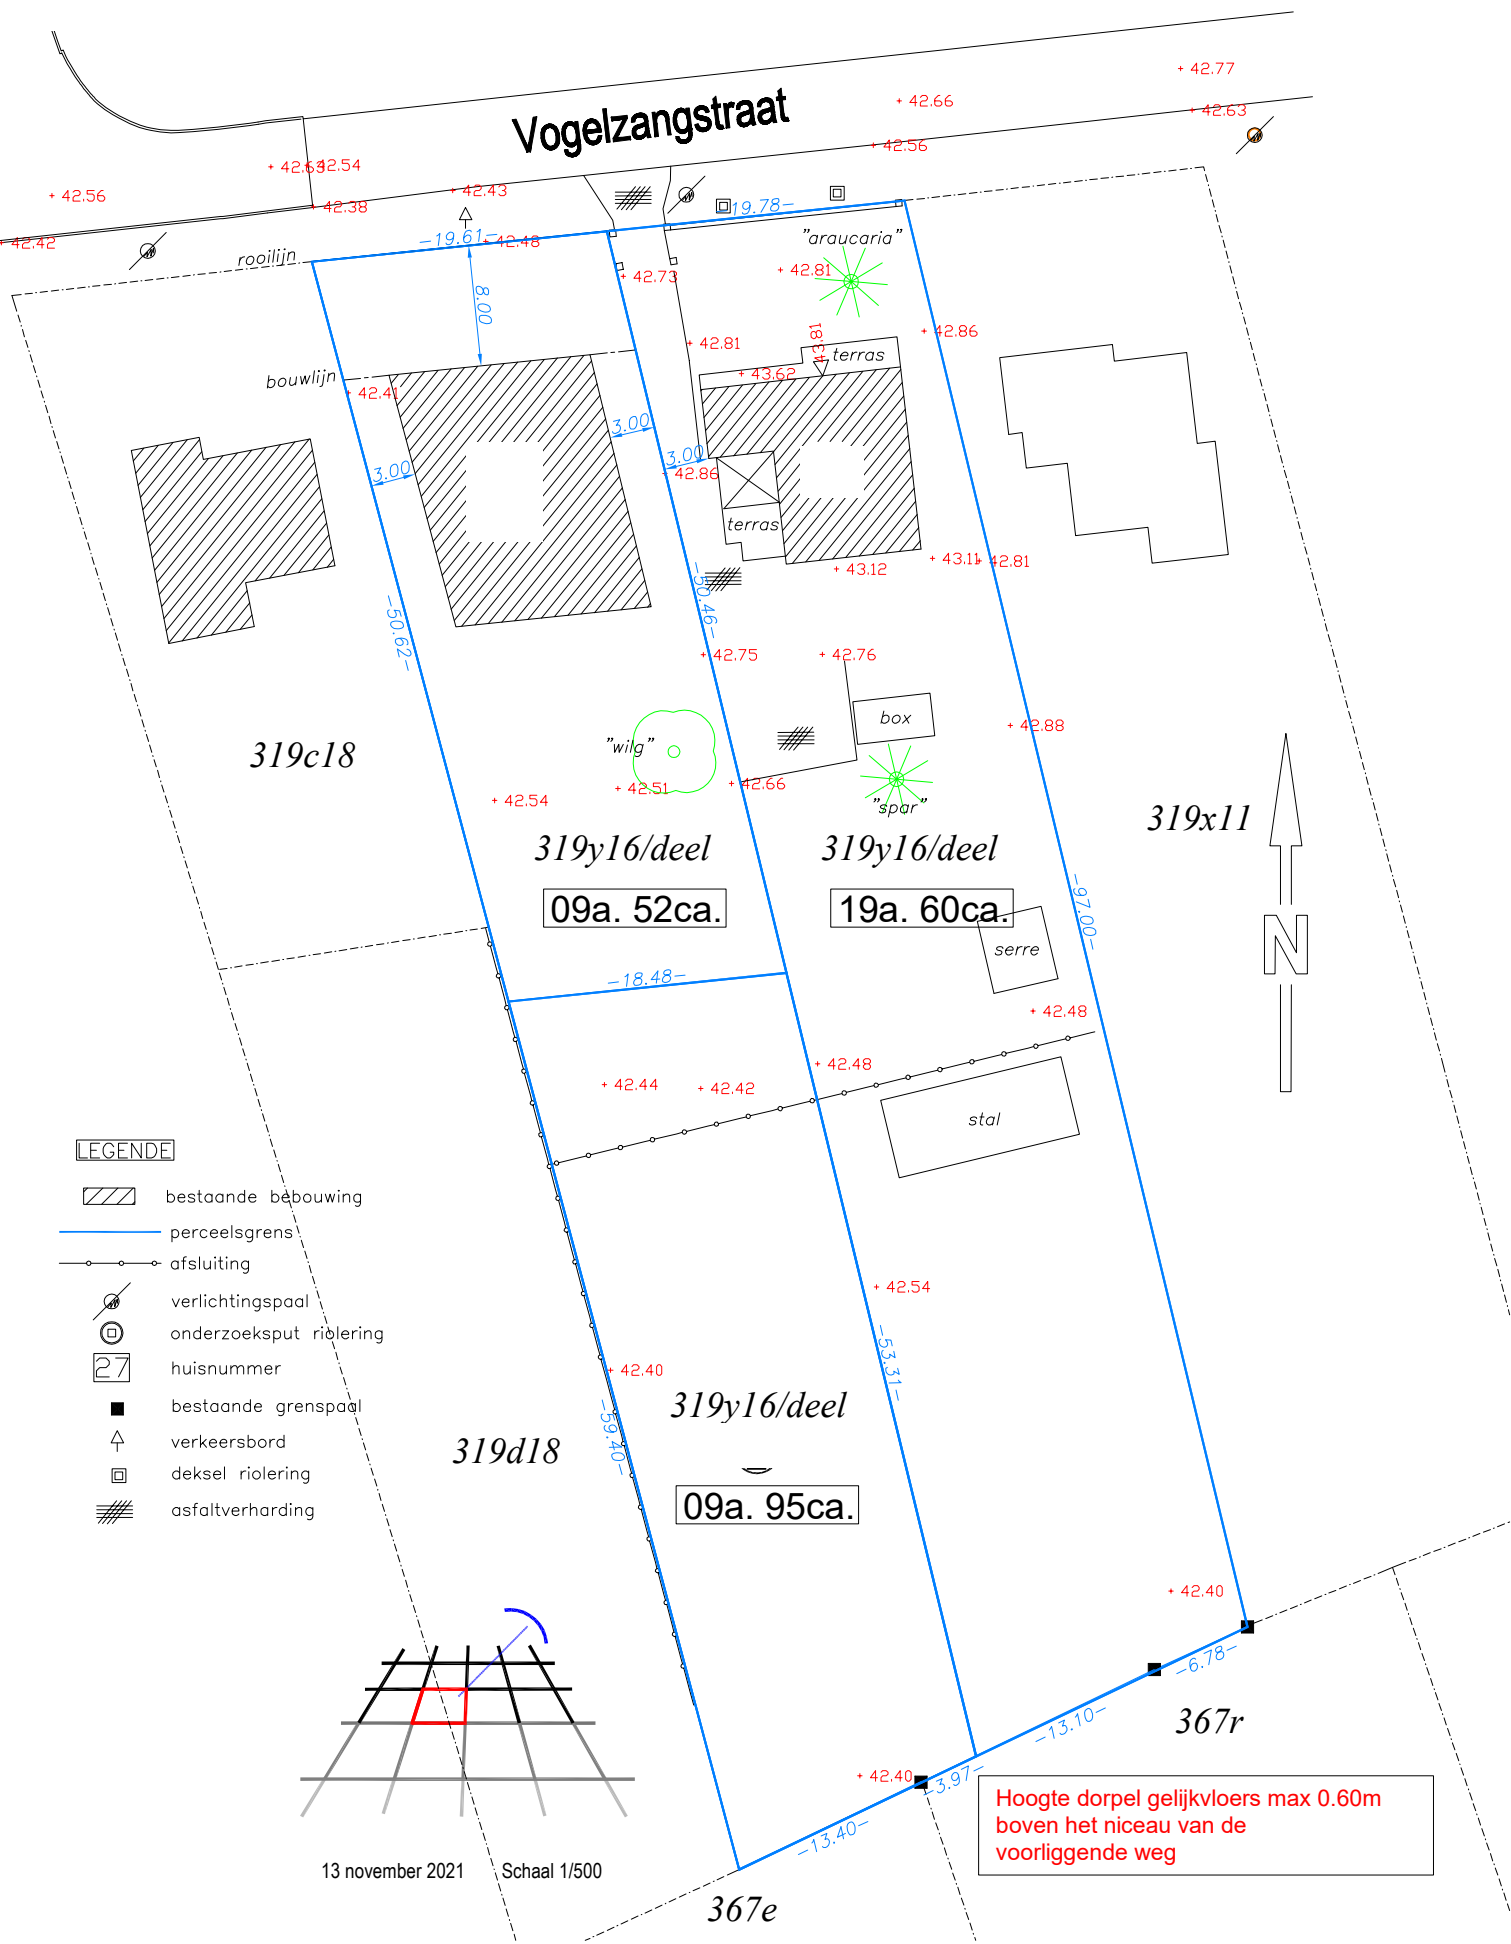 Vogelzangstraat
+ 42.77
+ 42.66
+ 42.63
+ 42.56
+ 42.63
+ 42.54
+ 42.56
+ 42.43
+ 42.38
+ 42.42
-19.61-
+ 42.48
-19.78-
rooilijn
"araucaria"
+ 42.73
+ 42.81
8.00
+ 42.86
+ 42.81
43.81
terras
bouwlijn
+ 43.62
+ 42.41
3.00
3.00
3.00
+ 42.86
terras
+ 43.12
+ 43.11
+ 42.81
-50.62-
-50.46-
+ 42.75
+ 42.76
box
+ 42.88
319c18
"wilg"
+ 42.54
+ 42.51
+ 42.66
"spar"
319x11
319y16/deel
319y16/deel
09a. 52ca.
19a. 60ca.
-97.00-
serre
N
-18.48-
+ 42.48
+ 42.44
+ 42.42
+ 42.48
stal
LEGENDE
bestaande bebouwing
perceelsgrens
afsluiting
verlichtingspaal
onderzoeksput riolering
27 huisnummer
bestaande grenspaal
verkeersbord
deksel riolering
asfaltverharding
+ 42.54
-53.31-
+ 42.40
319y16/deel
-59.40-
319d18
09a. 95ca.
+ 42.40
-6.78-
-13.10-
367r
+ 42.40
-3.97-
-13.40-
Hoogte dorpel gelijkvloers max 0.60m
boven het niceau van de
voorliggende weg
13 november 2021 Schaal 1/500
367e